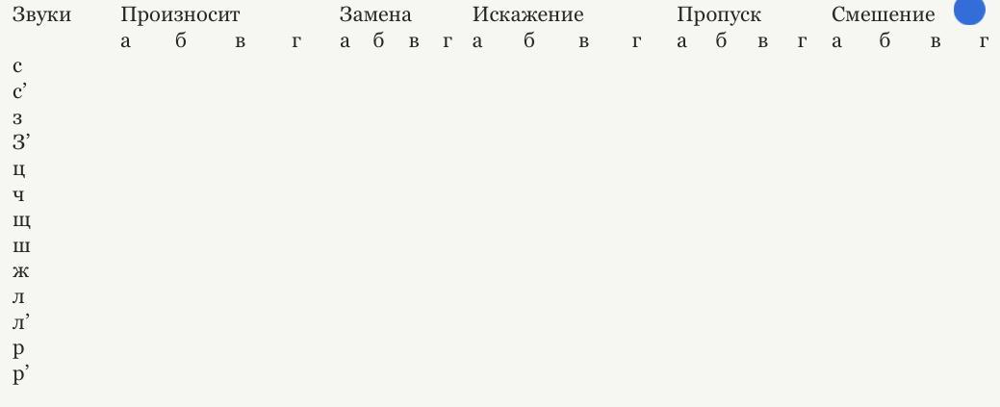 Звуки Произносит Замена Искажение Пропуск Смешение
а б в г а б в г а б в г а б в г а б в г
с
с’
з
З’
ц
ч
щ
ш
ж
л
л’
р
р’